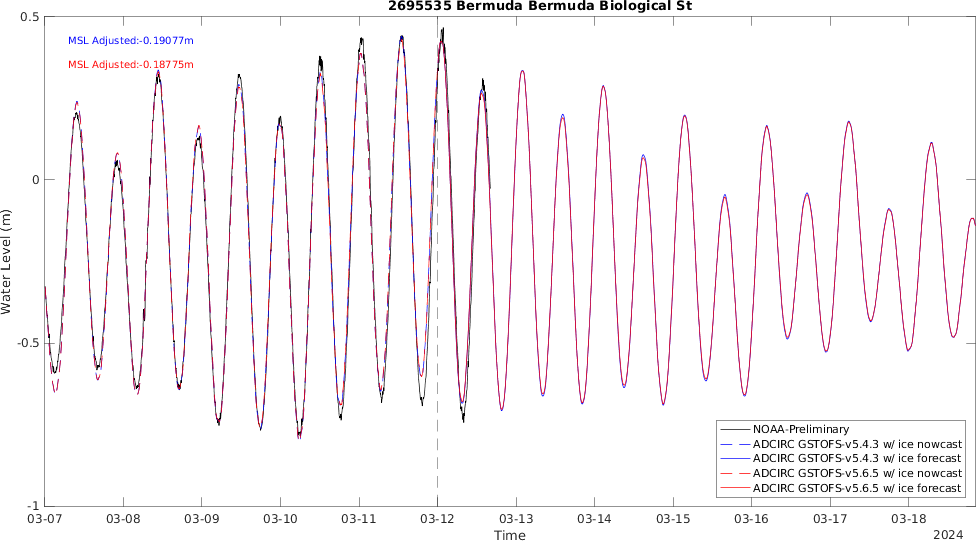 2695535 Bermuda Bermuda Biological St
0.5
MSL Adjusted:-0.19077m
MSL Adjusted:-0.18775m
0
Water Level (m)
-0.5
NOAA-Preliminary
ADCIRC GSTOFS-v5.4.3 w/ ice nowcast
ADCIRC GSTOFS-v5.4.3 w/ ice forecast
ADCIRC GSTOFS-v5.6.5 w/ ice nowcast
ADCIRC GSTOFS-v5.6.5 w/ ice forecast
-1
03-07 03-08 03-09 03-10 03-11 03-12 03-13 03-14 03-15 03-16 03-17 03-18
Time
2024